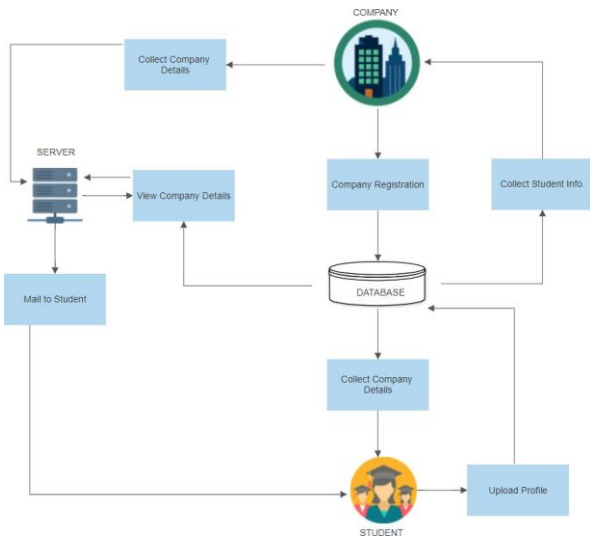 COMPANY
Collect Company
Details
SERVER
View Company Details
Company Registration
Collect Student Info.
Mail to Student
DATABASE
Collect Company
Details
Upload Profile
STUDENT